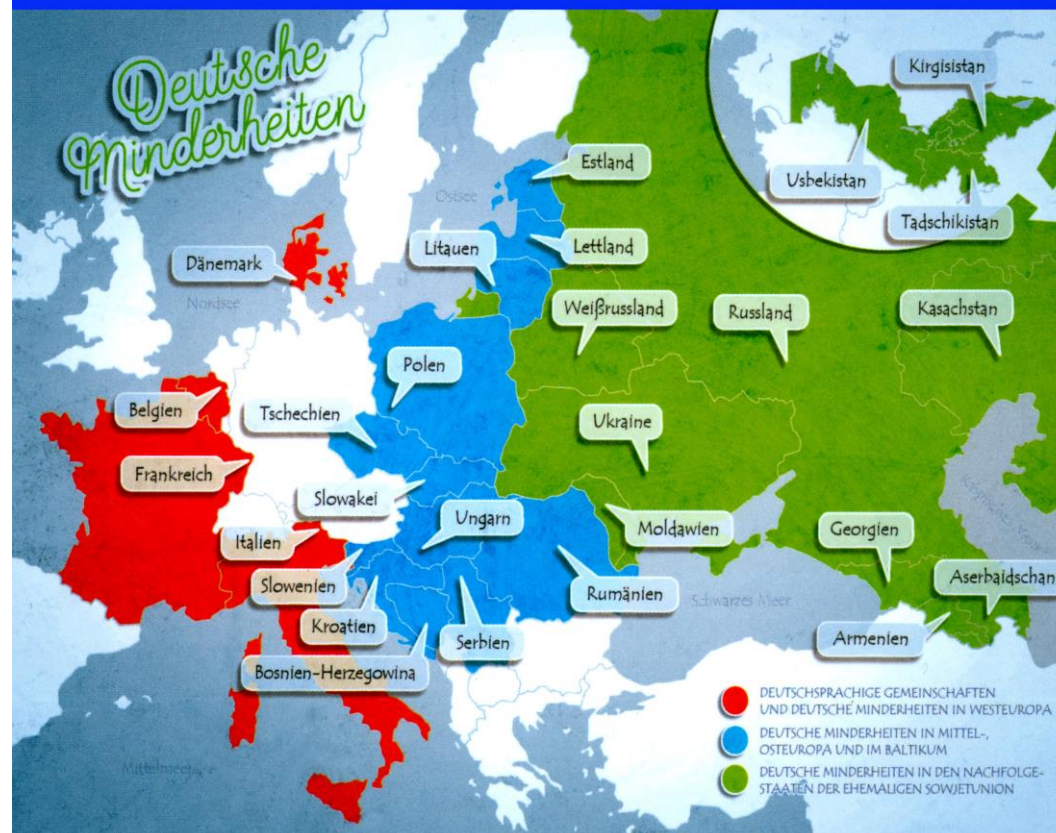 Deutsche
Minderheiten
Kirgisistan
Usbekistan
Tadschikistan
Estland
Ostsee
Litauen
Lettland
Dänemark
Nordsee
Weißrussland
Russland
Kasachstan
Polen
Belgien
Tschechien
Ukraine
Frankreich
Slowakei
Ungarn
Moldawien
Georgien
Italien
Slowenien
Rumänien
Schwarzes Meer
Aserbaidschan
Kroatien
Serbien
Armenien
Bosnien-Herzegowina
DEUTSCHSPRACHIGE GEMEINSCHAFTEN
UND DEUTSCHE MINDERHEITEN IN WESTEUROPA
DEUTSCHE MINDERHEITEN IN MITTEL-,
OSTEUROPA UND IM BALTIKUM
DEUTSCHE MINDERHEITEN IN DEN NACHFOLGE-
STAATEN DER EHEMALIGEN SOWJETUNION